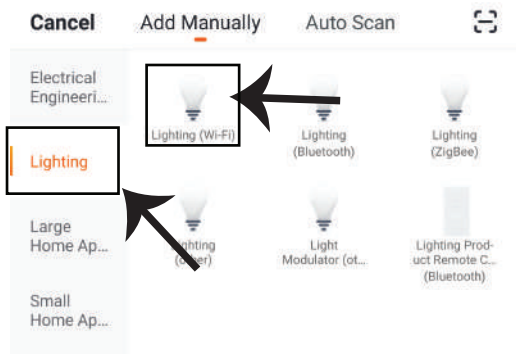 Cancel
Add Manually
Auto Scan
Electrical
Engineeri...
Lighting
Large
Home Ap...
Small
Home Ap...
Lighting (Wi-Fi)
Lighting
(Bluetooth)
Lighting
(ZigBee)
Light
Modulator (ot...
Lighting Prod-
uct Remote C...
(Bluetooth)